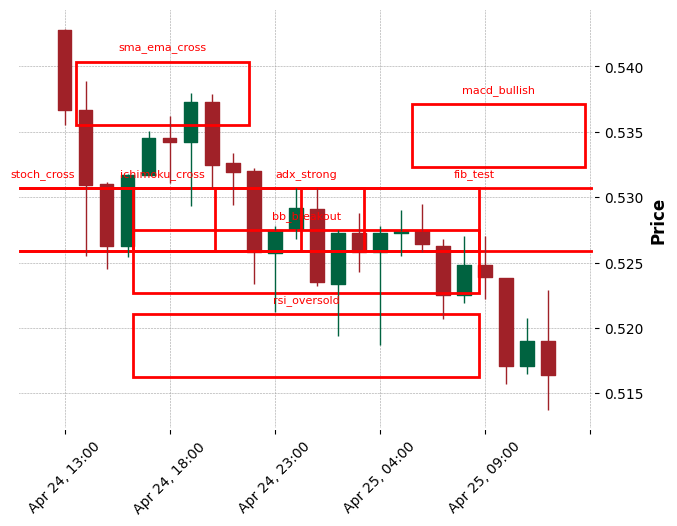 sma_ema_cross
macd_bullish
stoch_cross
ichimoku_cross
adx_strong
fib_test
rsi_oversold
0.540
0.535
0.530
0.525
0.520
0.515
Price
Apr 24, 13:00
Apr 24, 18:00
Apr 24, 23:00
Apr 25, 04:00
Apr 25, 09:00